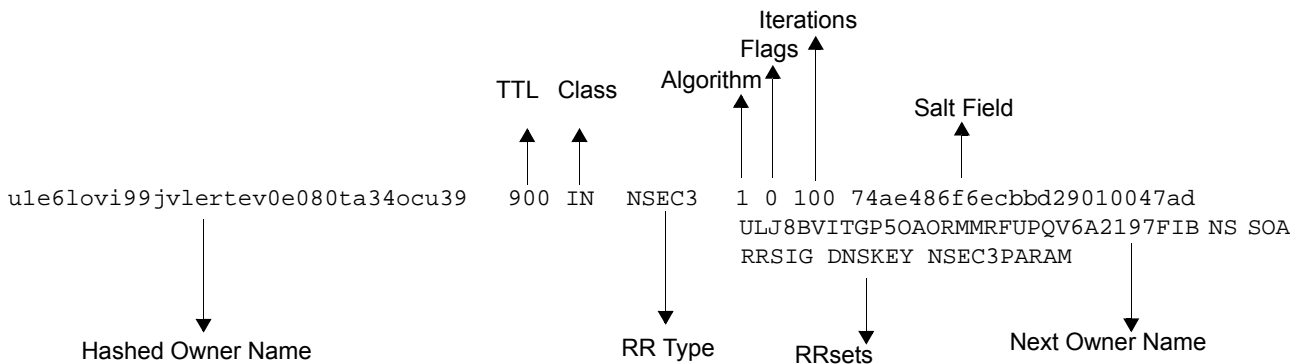 Iterations
Flags
Algorithm
TTL Class
Salt Field
u1e6lovi99jvlertev0e080ta34ocu39 900 IN NSEC3 1 0 100 74ae486f6ecbbd29010047ad
ULJ8BVITGP5OAORMMRFUPQV6A2197FIB NS SOA
RRSIG DNSKEY NSEC3PARAM
Hashed Owner Name RR Type RRsets Next Owner Name